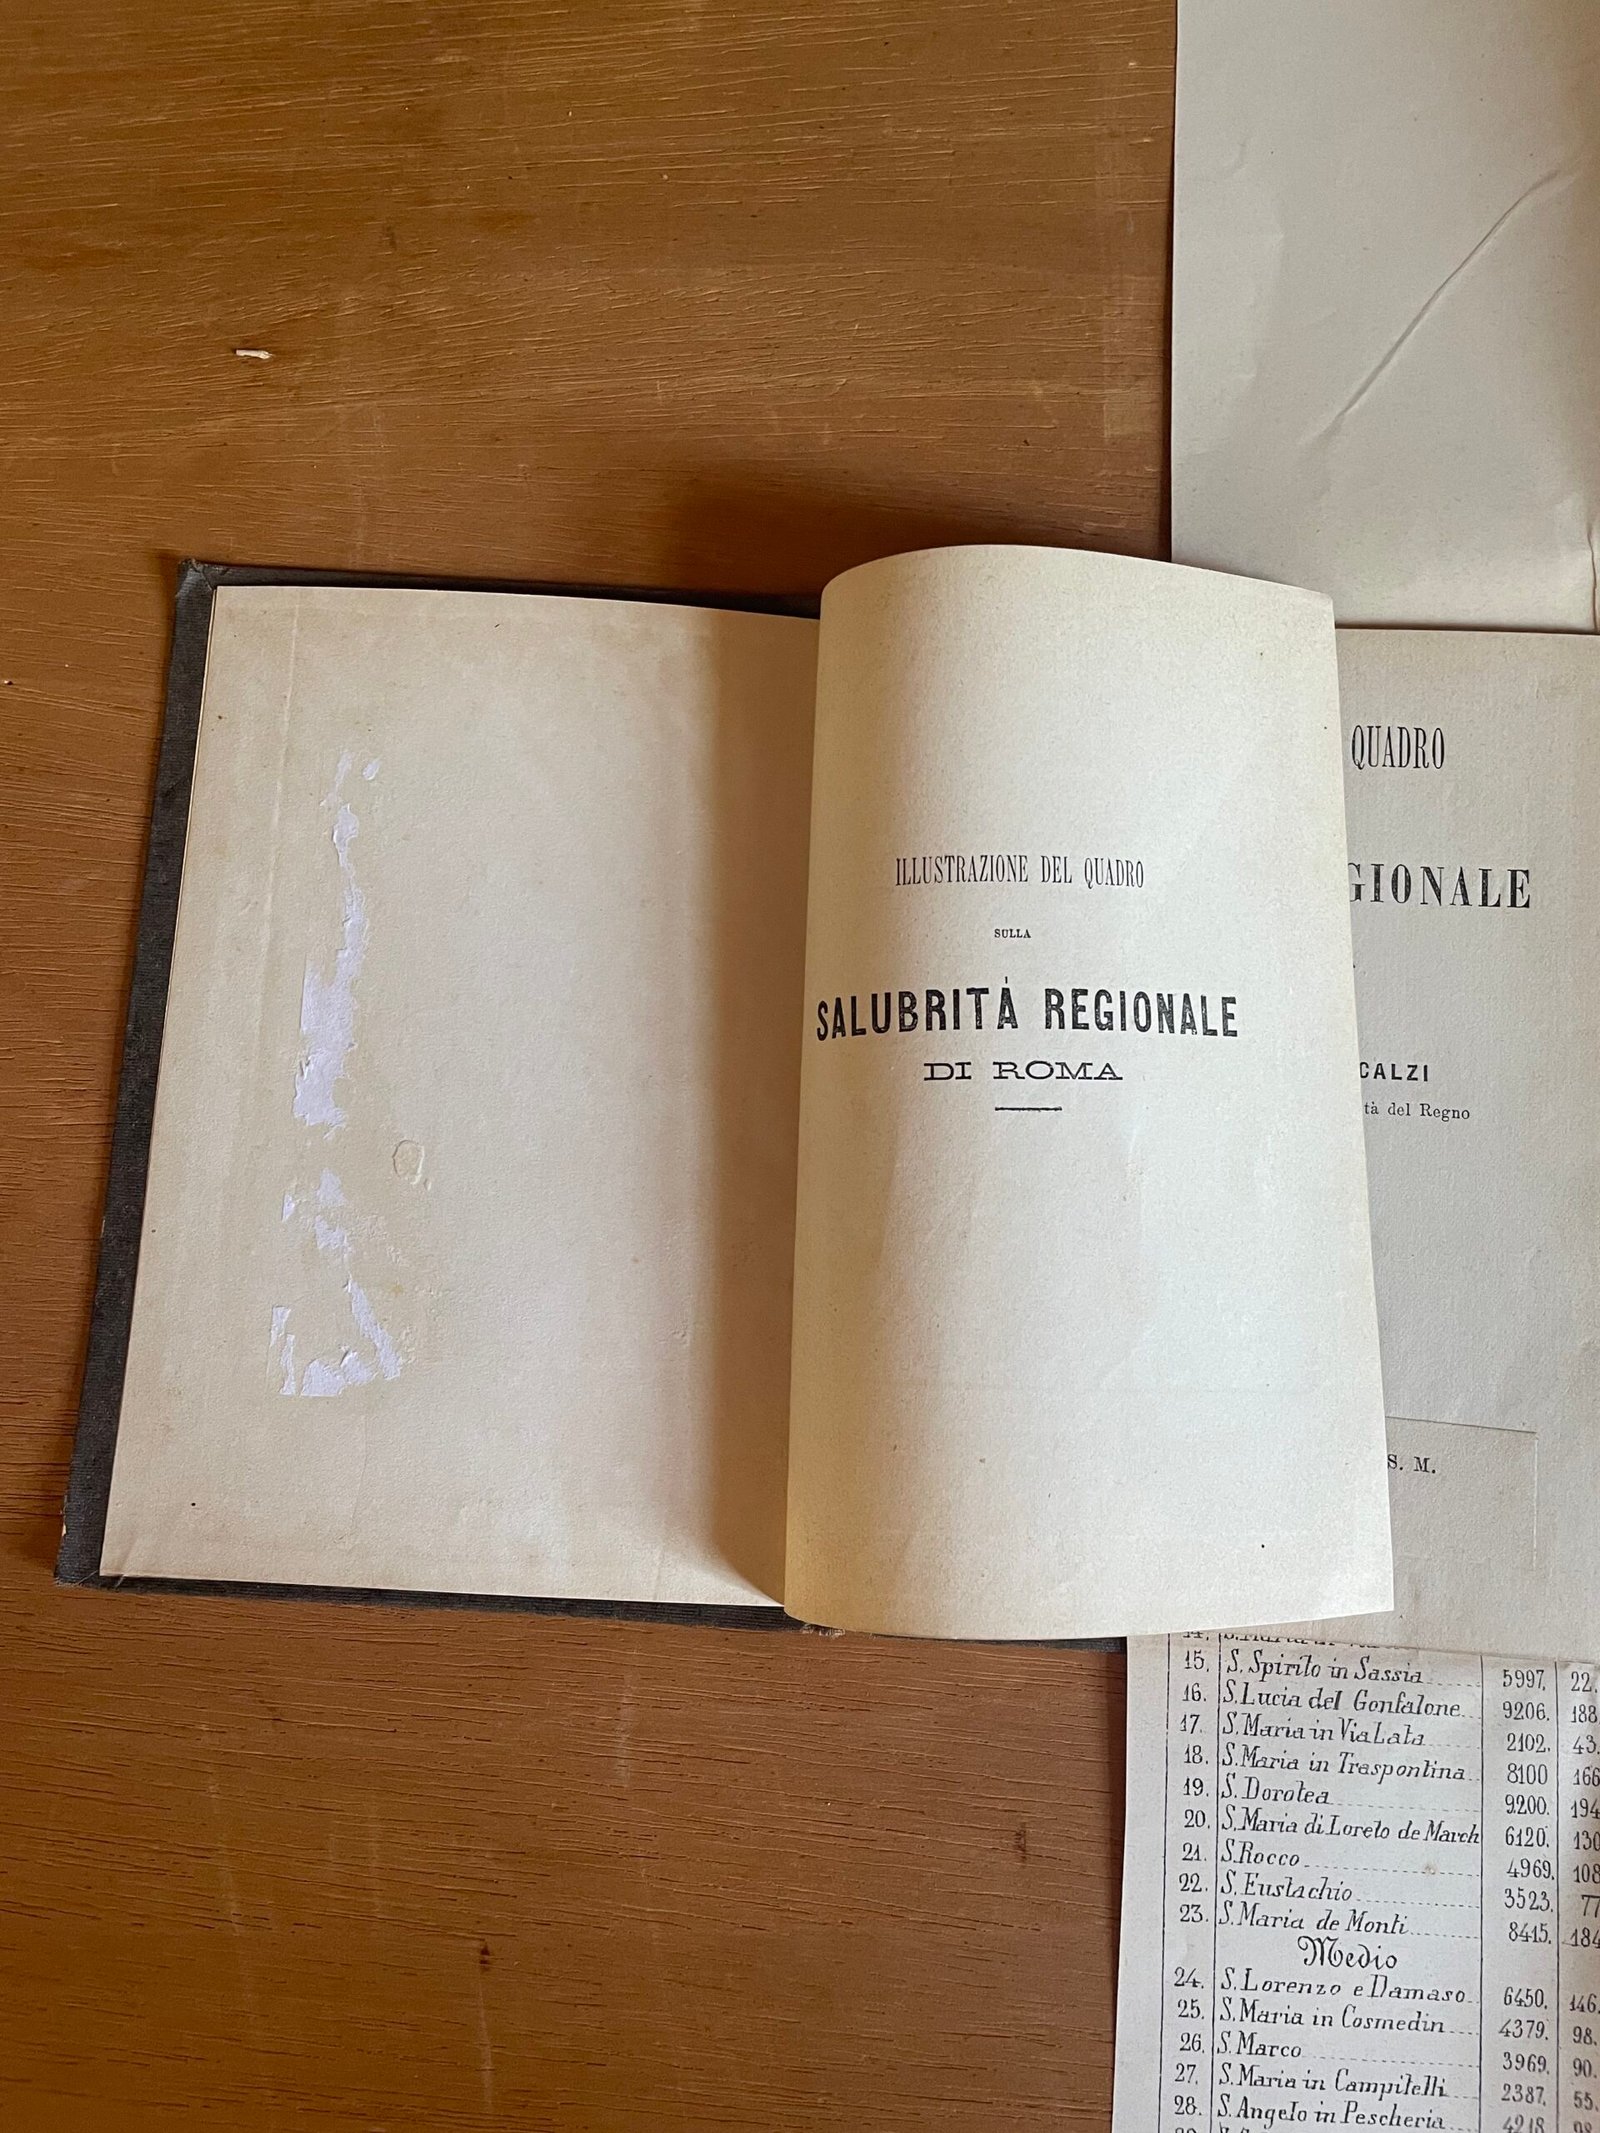 ILLUSTRAZIONE DEL QUADRO
SULLA
SALUBRITÀ REGIONALE
DI ROMA
QUADRO
GIONALE
CALZI
tà del Regno
S. M.
15. S. Spirito in Sassia 5997. 22.
16. S. Lucia del Gonfalone 9206. 188
17. S. Maria in Via Lata 2102. 43.
18. S. Maria in Traspontina 8100 166
19. S. Dorotea 9200. 194
20. S. Maria di Loreto de March 6120. 130
21. S. Rocco 4969. 108
22. S. Eustachio 3523. 77
23. S. Maria de Monti 8415. 184
Medio
24. S. Lorenzo e Damaso 6450. 146.
25. S. Maria in Cosmedin 4379. 98.
26. S. Marco 3969. 90.
27. S. Maria in Campitelli 2387. 55.
28. S. Angelo in Pescheria 4218